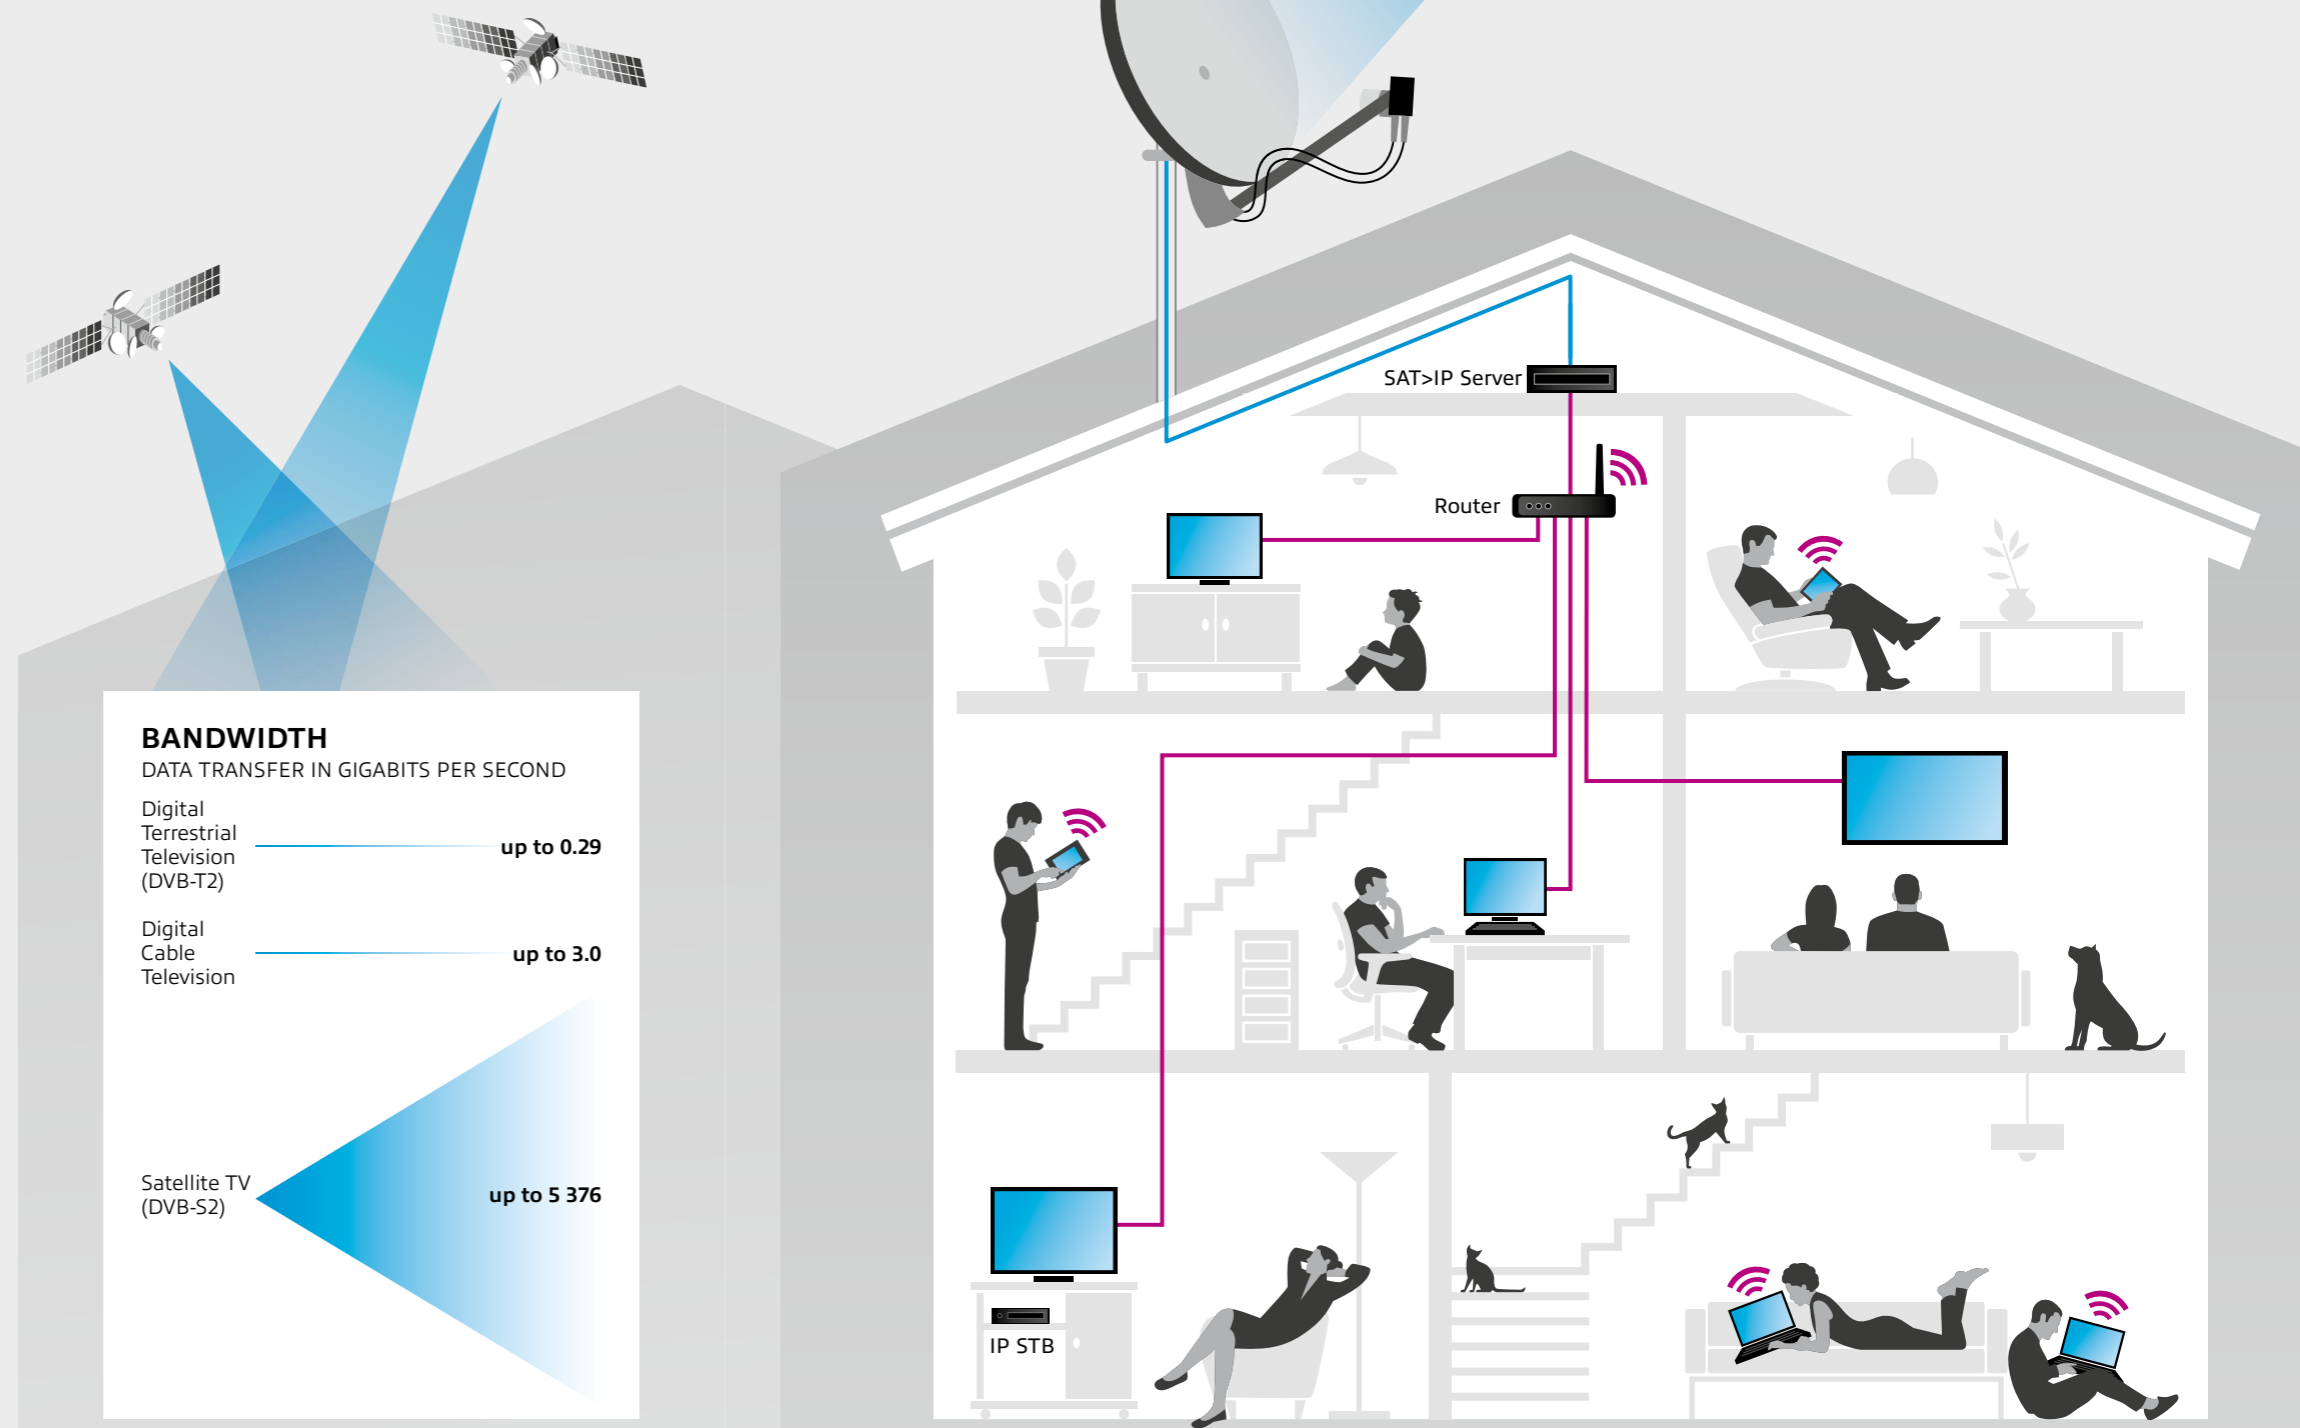 SAT>IP Server
Router
BANDWIDTH
DATA TRANSFER IN GIGABITS PER SECOND
Digital
Terrestrial
Television
(DVB-T2)
up to 0.29
Digital
Cable
Television
up to 3.0
Satellite TV
(DVB-S2)
up to 5 376
IP STB